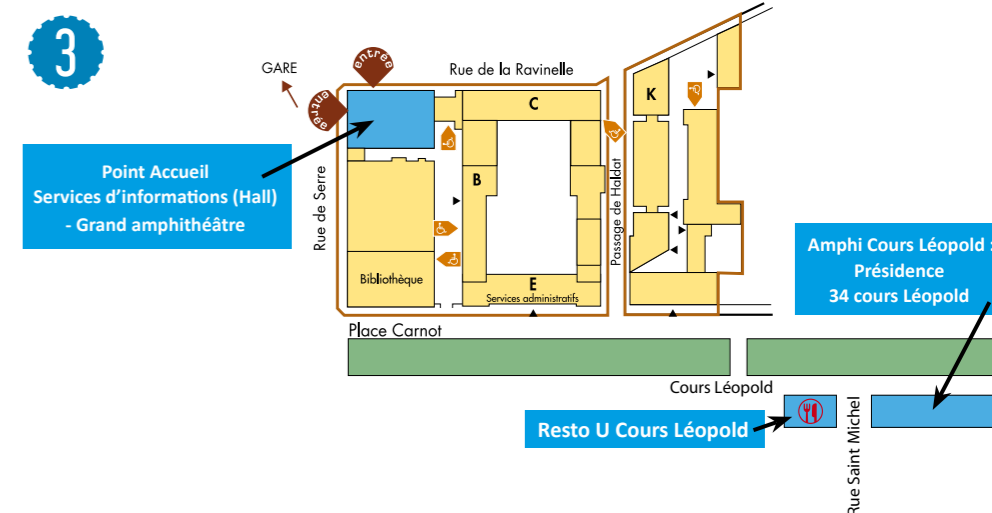 3
GARE
entrée
entrée
Rue de la Ravinelle
C
K
Point Accueil
Services d'informations (Hall)
- Grand amphithéâtre
Rue de Serre
B
Passage de Haldat
Bibliothèque
E
Services administratifs
Amphi Cours Léopold :
Présidence
34 cours Léopold
Place Carnot
Cours Léopold
Resto U Cours Léopold
Rue Saint Michel